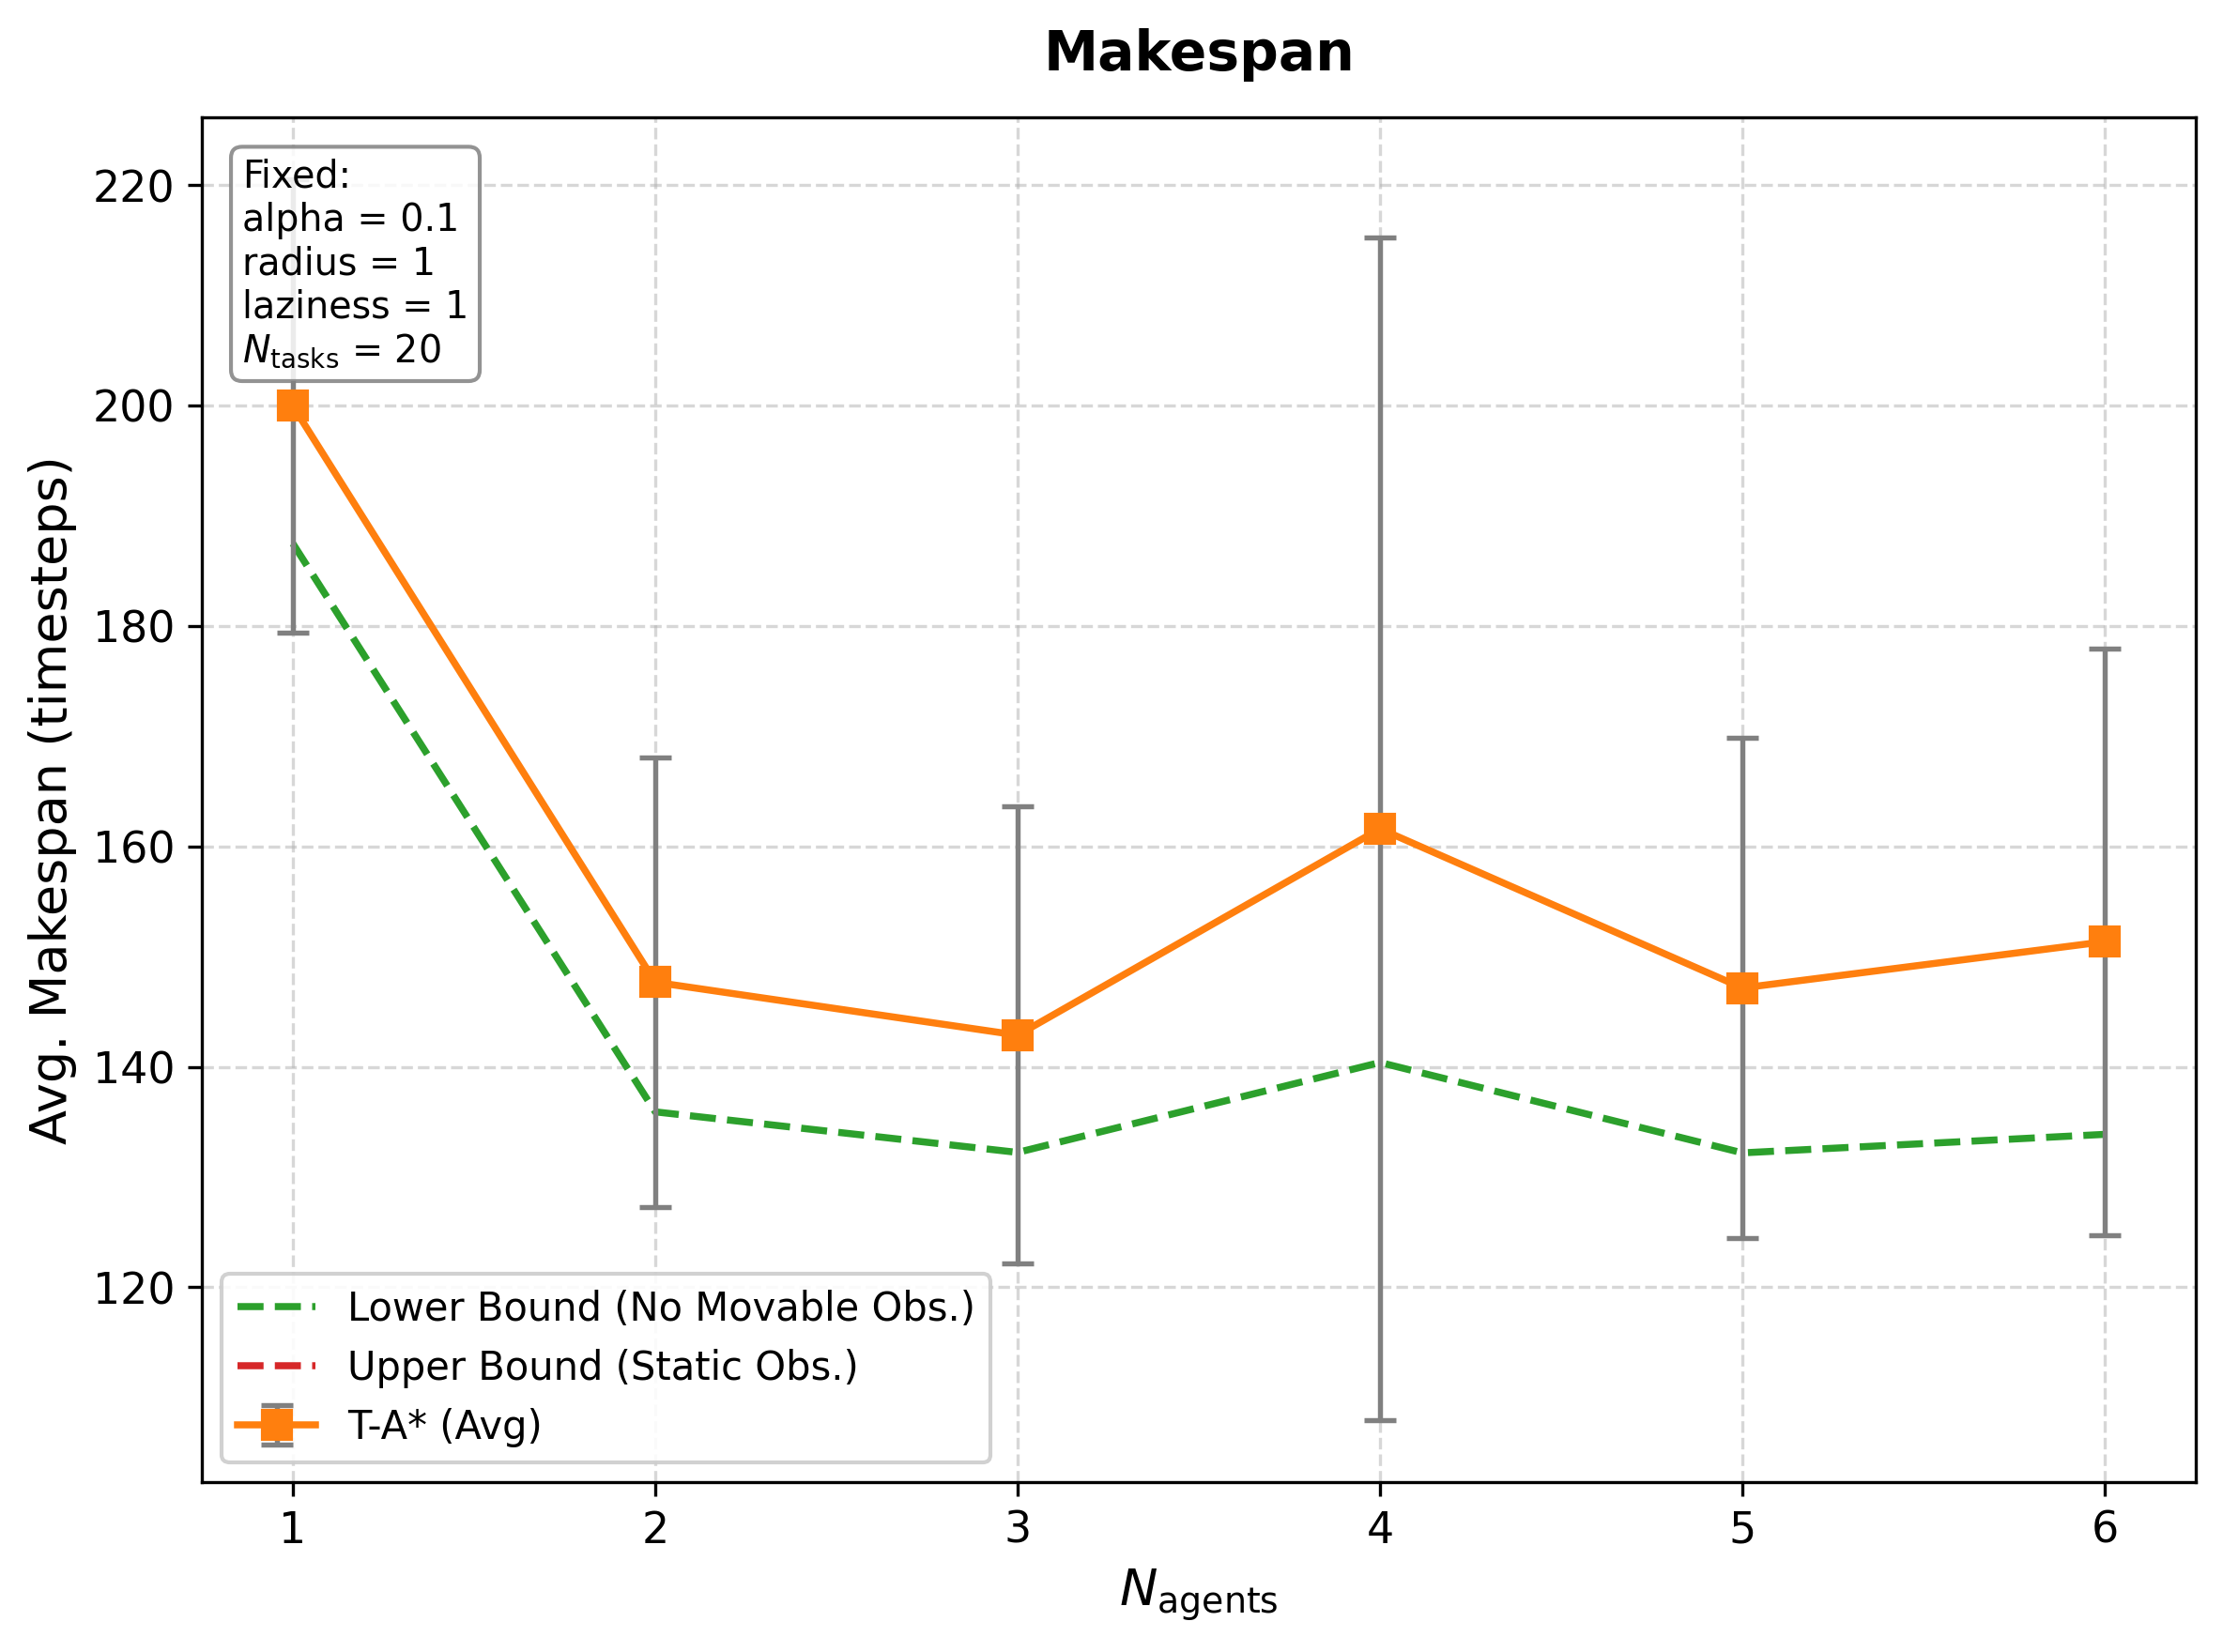 Makespan
Fixed:
alpha = 0.1
radius = 1
laziness = 1
N_tasks = 20
220
200
180
160
140
120
Avg. Makespan (timesteps)
Lower Bound (No Movable Obs.)
Upper Bound (Static Obs.)
T-A* (Avg)
1 2 3 4 5 6
N_agents